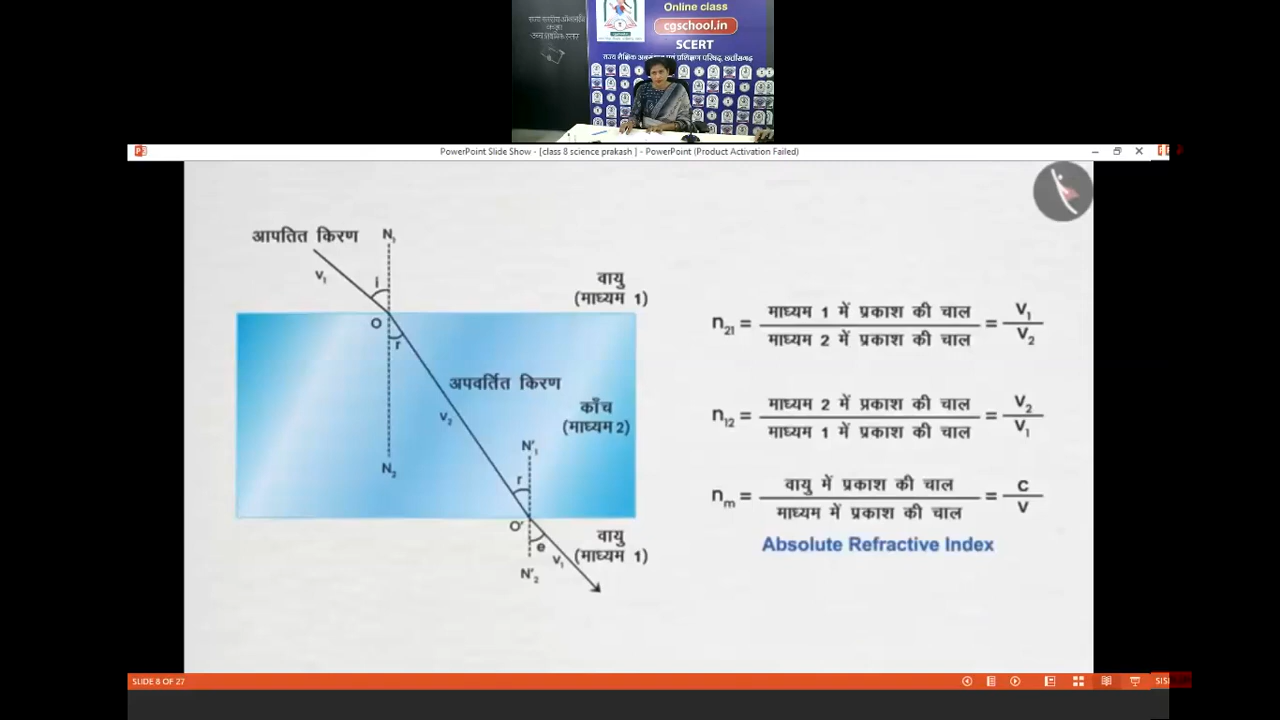 Online class
cgschool.in
SCERT
PowerPoint Slide Show - [class 8 science prakash ] - PowerPoint (Product Activation Failed)
आपतित किरण
N₁
V₁
i
वायु
(माध्यम 1)
O
r
अपवर्तित किरण
काँच
(माध्यम 2)
V₂
N'₁
N₂
r
O'
वायु
(माध्यम 1)
e
V₁
N'₂
n₂₁ = माध्यम 1 में प्रकाश की चाल / माध्यम 2 में प्रकाश की चाल = V₁ / V₂
n₁₂ = माध्यम 2 में प्रकाश की चाल / माध्यम 1 में प्रकाश की चाल = V₂ / V₁
nₘ = वायु में प्रकाश की चाल / माध्यम में प्रकाश की चाल = C / V
Absolute Refractive Index
SLIDE 8 OF 27